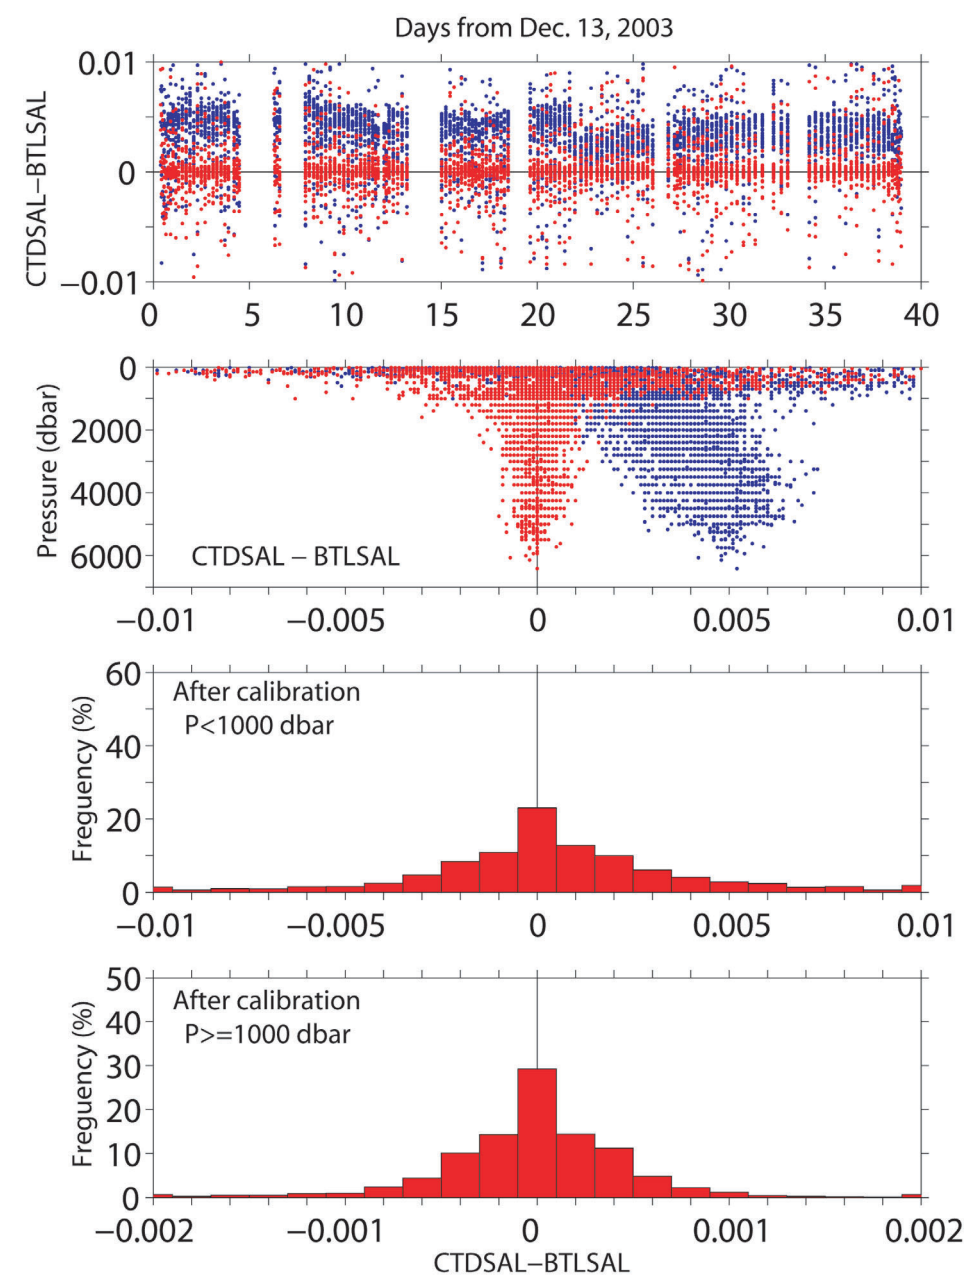 Days from Dec. 13, 2003
CTDSAL−BTLSAL
0.01
0
−0.01
0 5 10 15 20 25 30 35 40
Pressure (dbar)
0
2000
4000
6000
CTDSAL − BTLSAL
−0.01 −0.005 0 0.005 0.01
Freguency (%)
60
40
20
0
After calibration
P<1000 dbar
−0.01 −0.005 0 0.005 0.01
Freguency (%)
50
40
30
20
10
0
After calibration
P>=1000 dbar
−0.002 −0.001 0 0.001 0.002
CTDSAL−BTLSAL